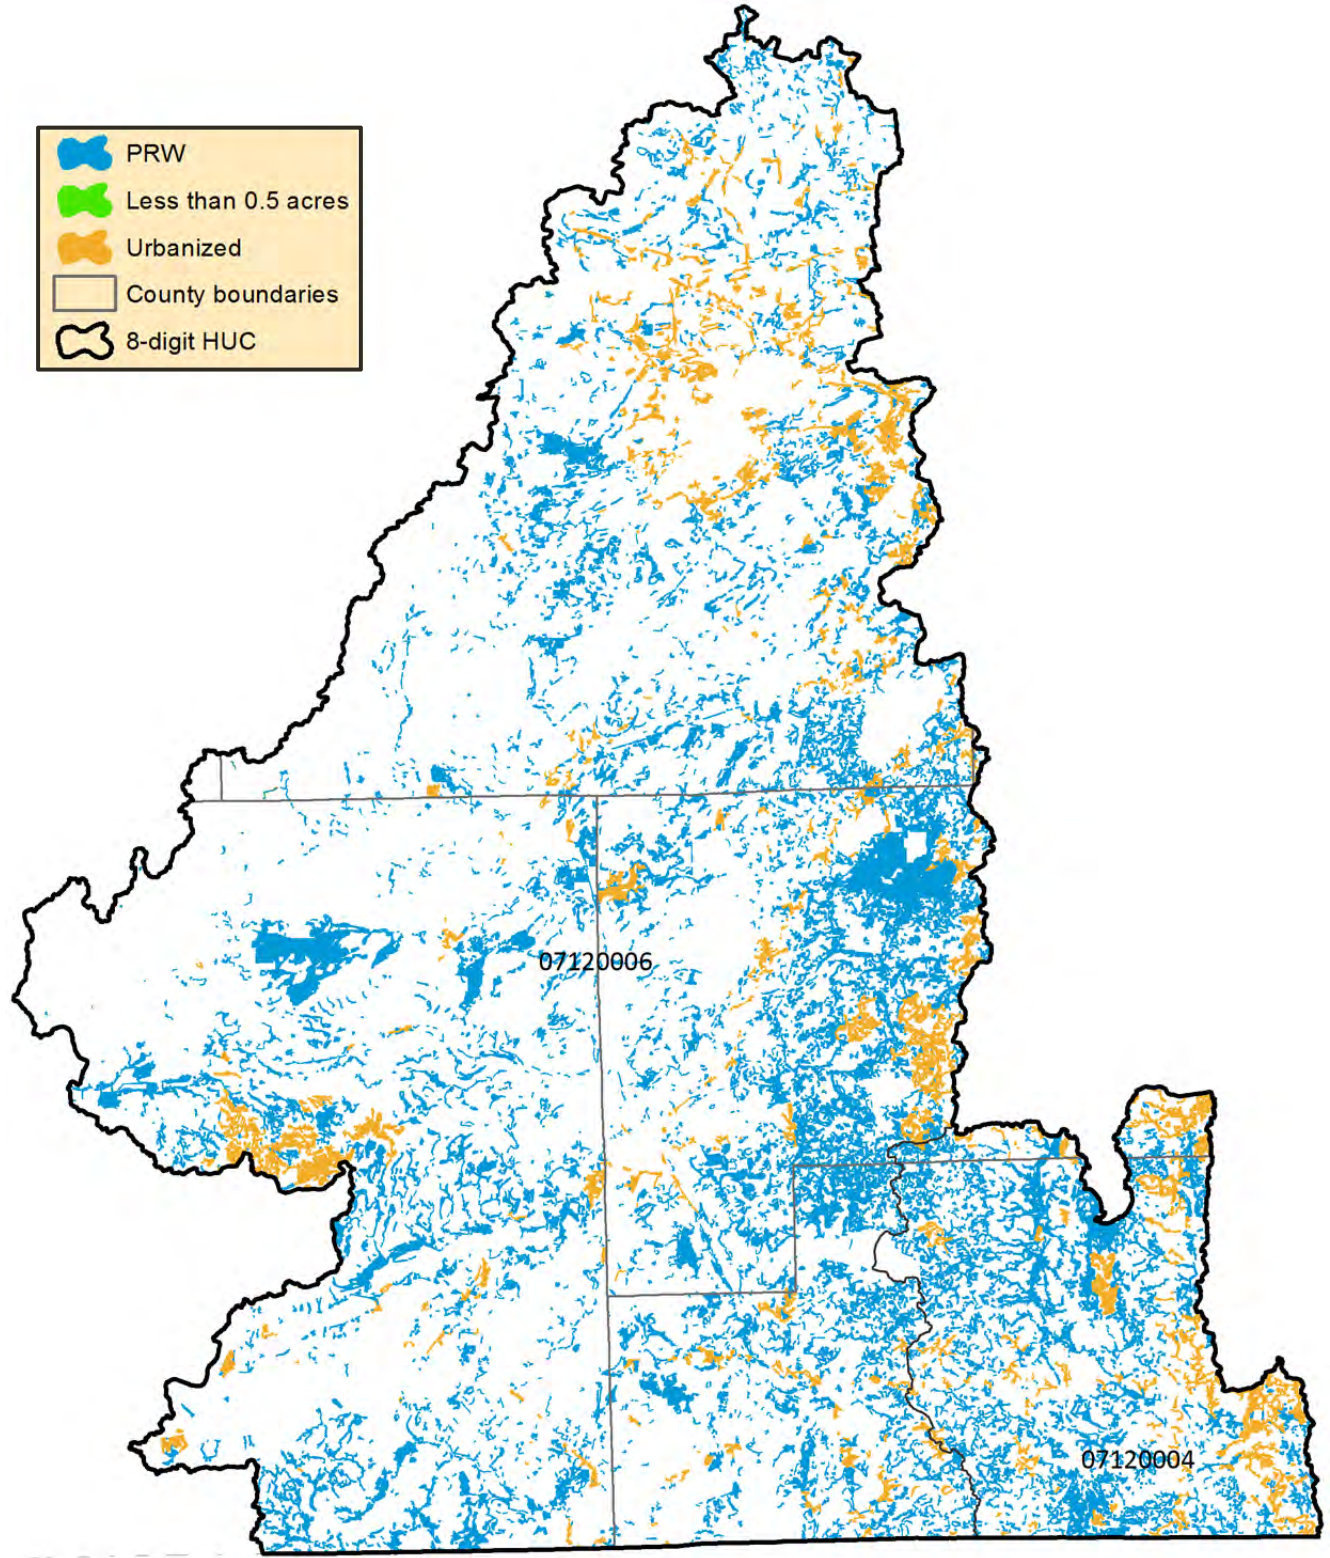 PRW
Less than 0.5 acres
Urbanized
County boundaries
8-digit HUC
07120006
07120004